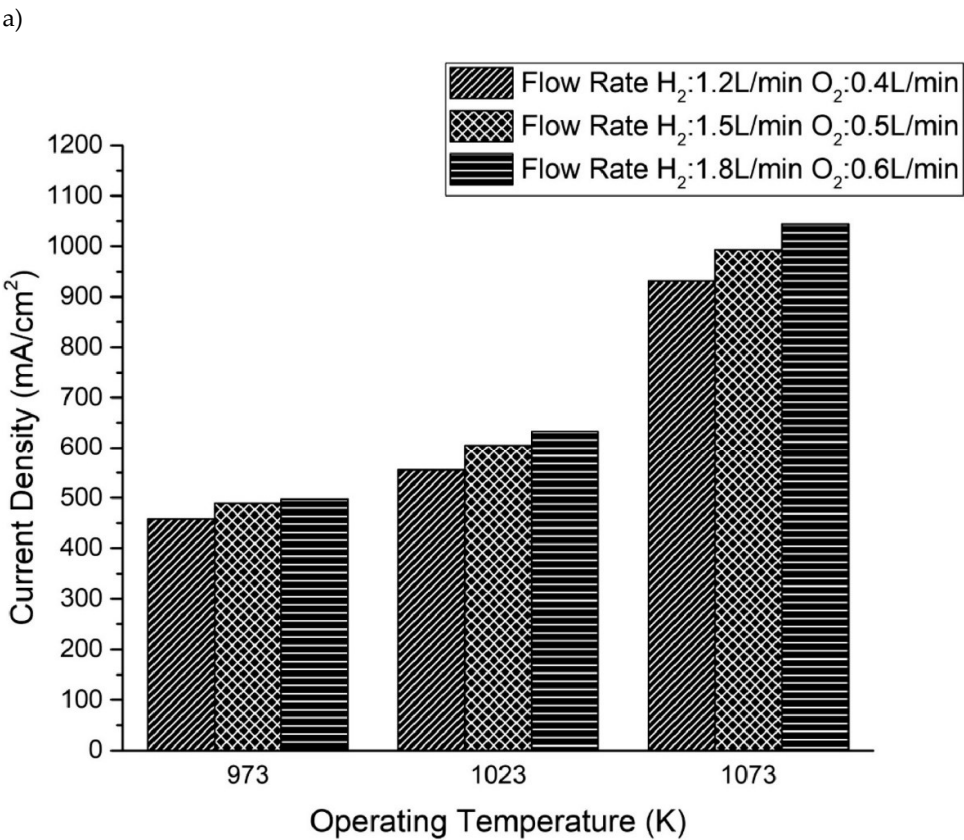 a)
Flow Rate H₂:1.2L/min O₂:0.4L/min
Flow Rate H₂:1.5L/min O₂:0.5L/min
Flow Rate H₂:1.8L/min O₂:0.6L/min
1200
1100
1000
900
800
700
600
500
400
300
200
100
0
Current Density (mA/cm²)
973 1023 1073
Operating Temperature (K)